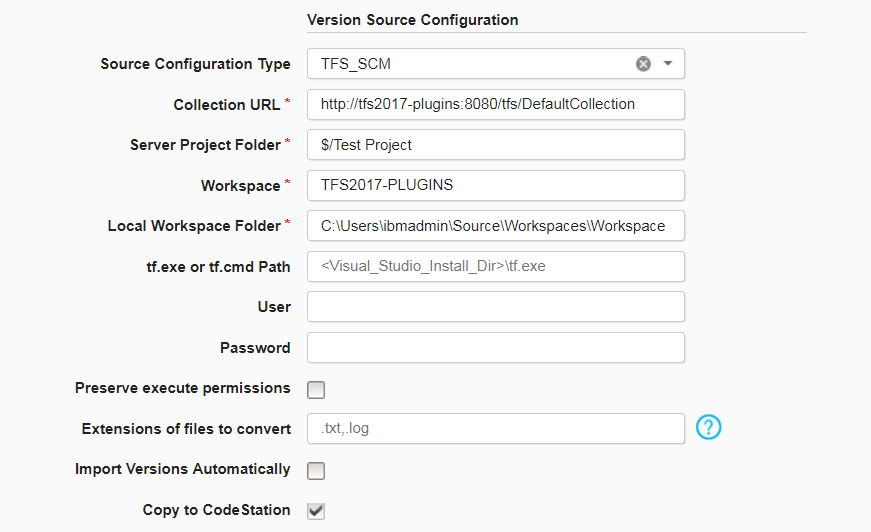 Version Source Configuration
Source Configuration Type TFS_SCM
Collection URL * http://tfs2017-plugins:8080/tfs/DefaultCollection
Server Project Folder * $/Test Project
Workspace * TFS2017-PLUGINS
Local Workspace Folder * C:\Users\ibmadmin\Source\Workspaces\Workspace
tf.exe or tf.cmd Path <Visual_Studio_Install_Dir>\tf.exe
User
Password
Preserve execute permissions
Extensions of files to convert .txt,.log ?
Import Versions Automatically
Copy to CodeStation